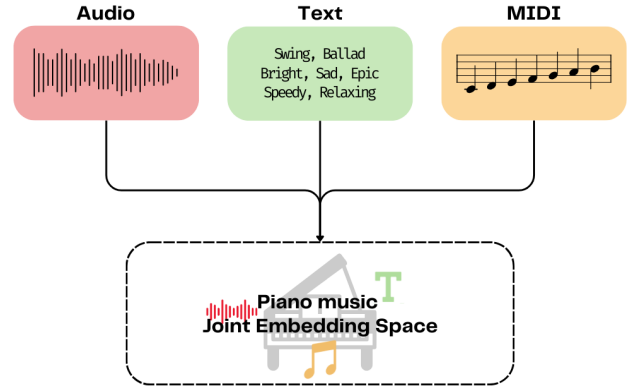 Audio
Text
MIDI
Swing, Ballad
Bright, Sad, Epic
Speedy, Relaxing
Piano music
Joint Embedding Space
T